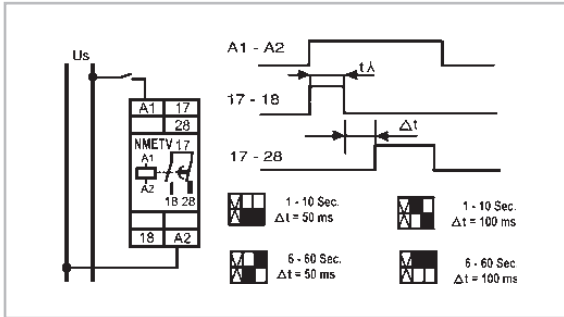 Us
A1 - A2
t⅄
17 - 18
Δt
17 - 28
A1 17
28
NMETV 17
A1
A2
18 28
18 A2
1 - 10 Sec.
Δt = 50 ms
1 - 10 Sec.
Δt = 100 ms
6 - 60 Sec.
Δt = 50 ms
6 - 60 Sec
Δt = 100 ms